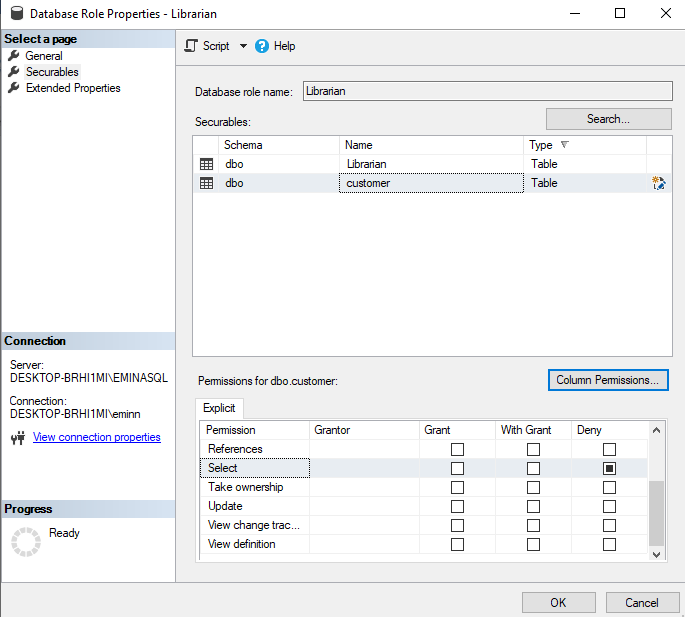 Database Role Properties - Librarian
Select a page
General
Securables
Extended Properties
Script
Help
Database role name: Librarian
Securables:
Search...
Schema Name Type
dbo Librarian Table
dbo customer Table
Connection
Server:
DESKTOP-BRHI1MI\EMINASQL
Connection:
DESKTOP-BRHI1MI\eminn
View connection properties
Progress
Ready
Permissions for dbo.customer:
Column Permissions...
Explicit
Permission Grantor Grant With Grant Deny
References
Select
Take ownership
Update
View change trac...
View definition
OK Cancel